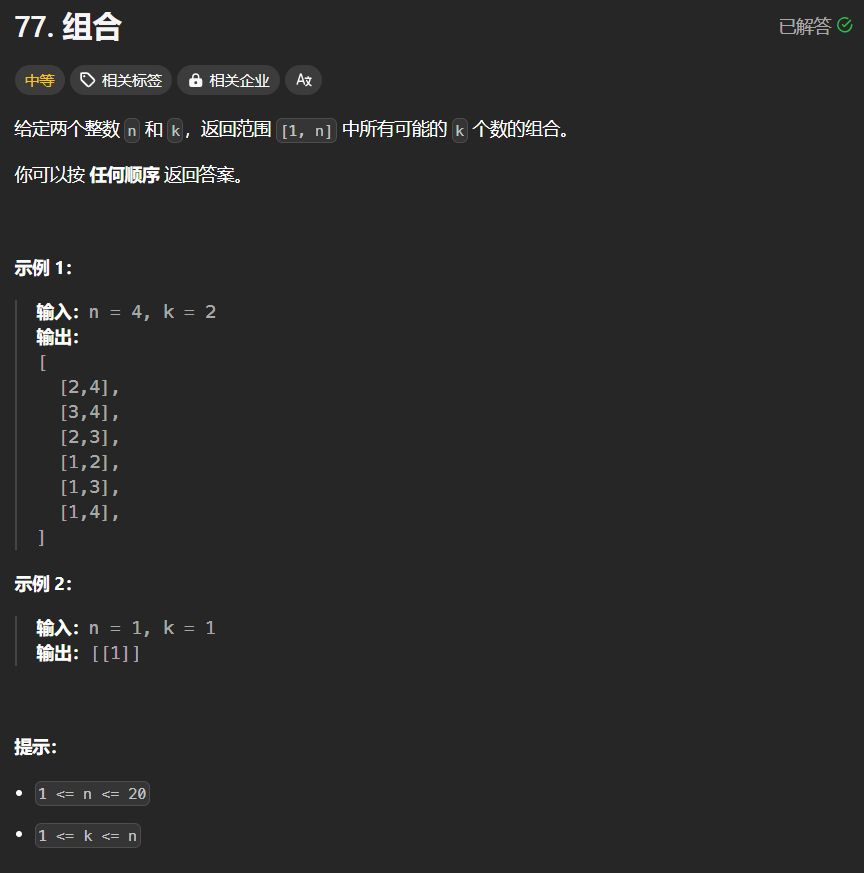 77. 组合
已解答
中等 相关标签 相关企业 Aあ
给定两个整数 n 和 k，返回范围 [1, n] 中所有可能的 k 个数的组合。
你可以按 任何顺序 返回答案。
示例 1：
输入：n = 4, k = 2
输出：
[
[2,4],
[3,4],
[2,3],
[1,2],
[1,3],
[1,4],
]
示例 2：
输入：n = 1, k = 1
输出：[[1]]
提示：
• 1 <= n <= 20
• 1 <= k <= n